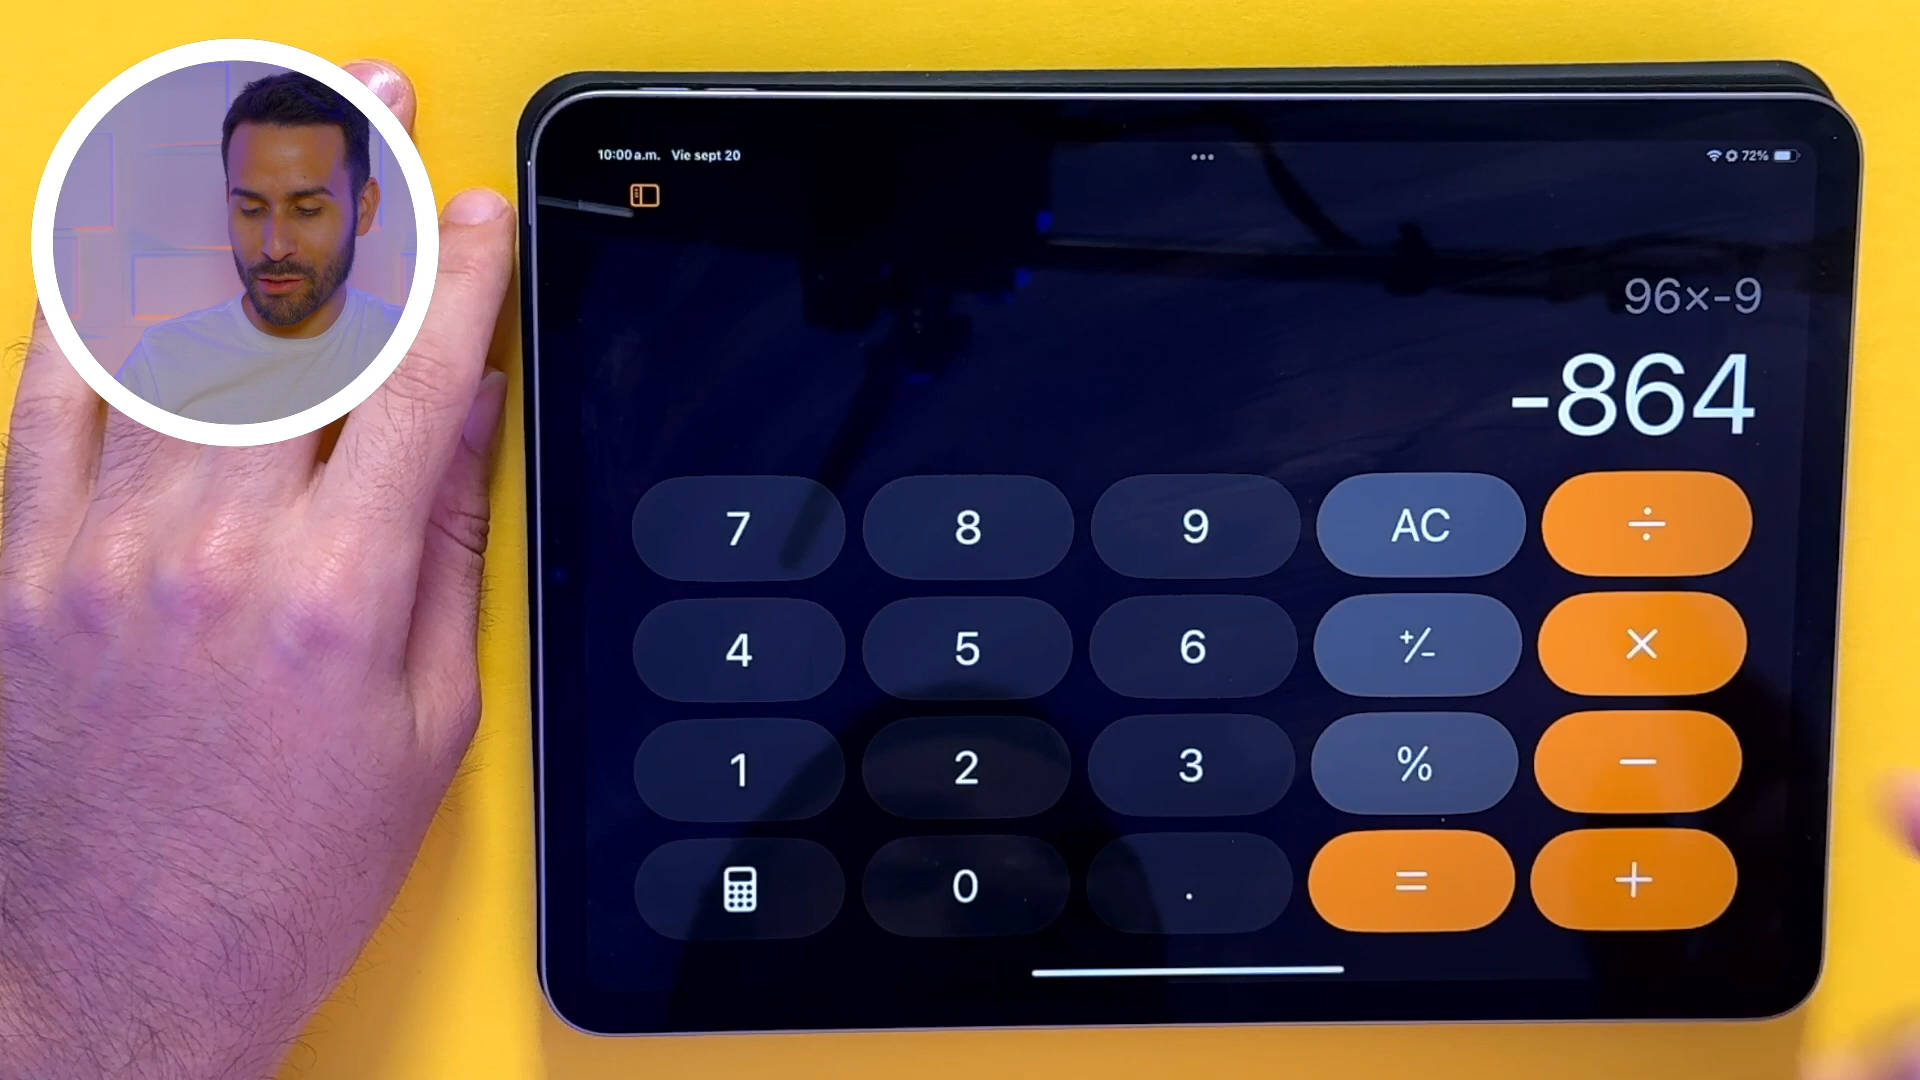 10:00 a.m. Vie sept 20
72%
96×-9
-864
7 8 9 AC ÷
4 5 6 +/- ×
1 2 3 % −
0 . = +